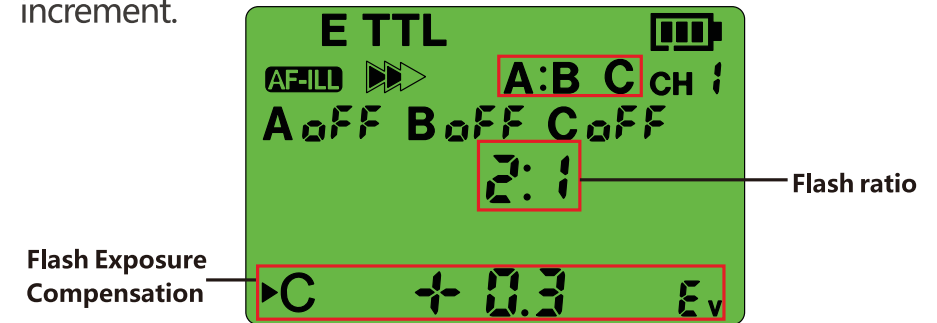 increment.
E TTL
AF-ILL A:B C CH 1
A oFF B oFF C oFF
2:1
Flash ratio
Flash Exposure
Compensation
C + 0.3 Ev